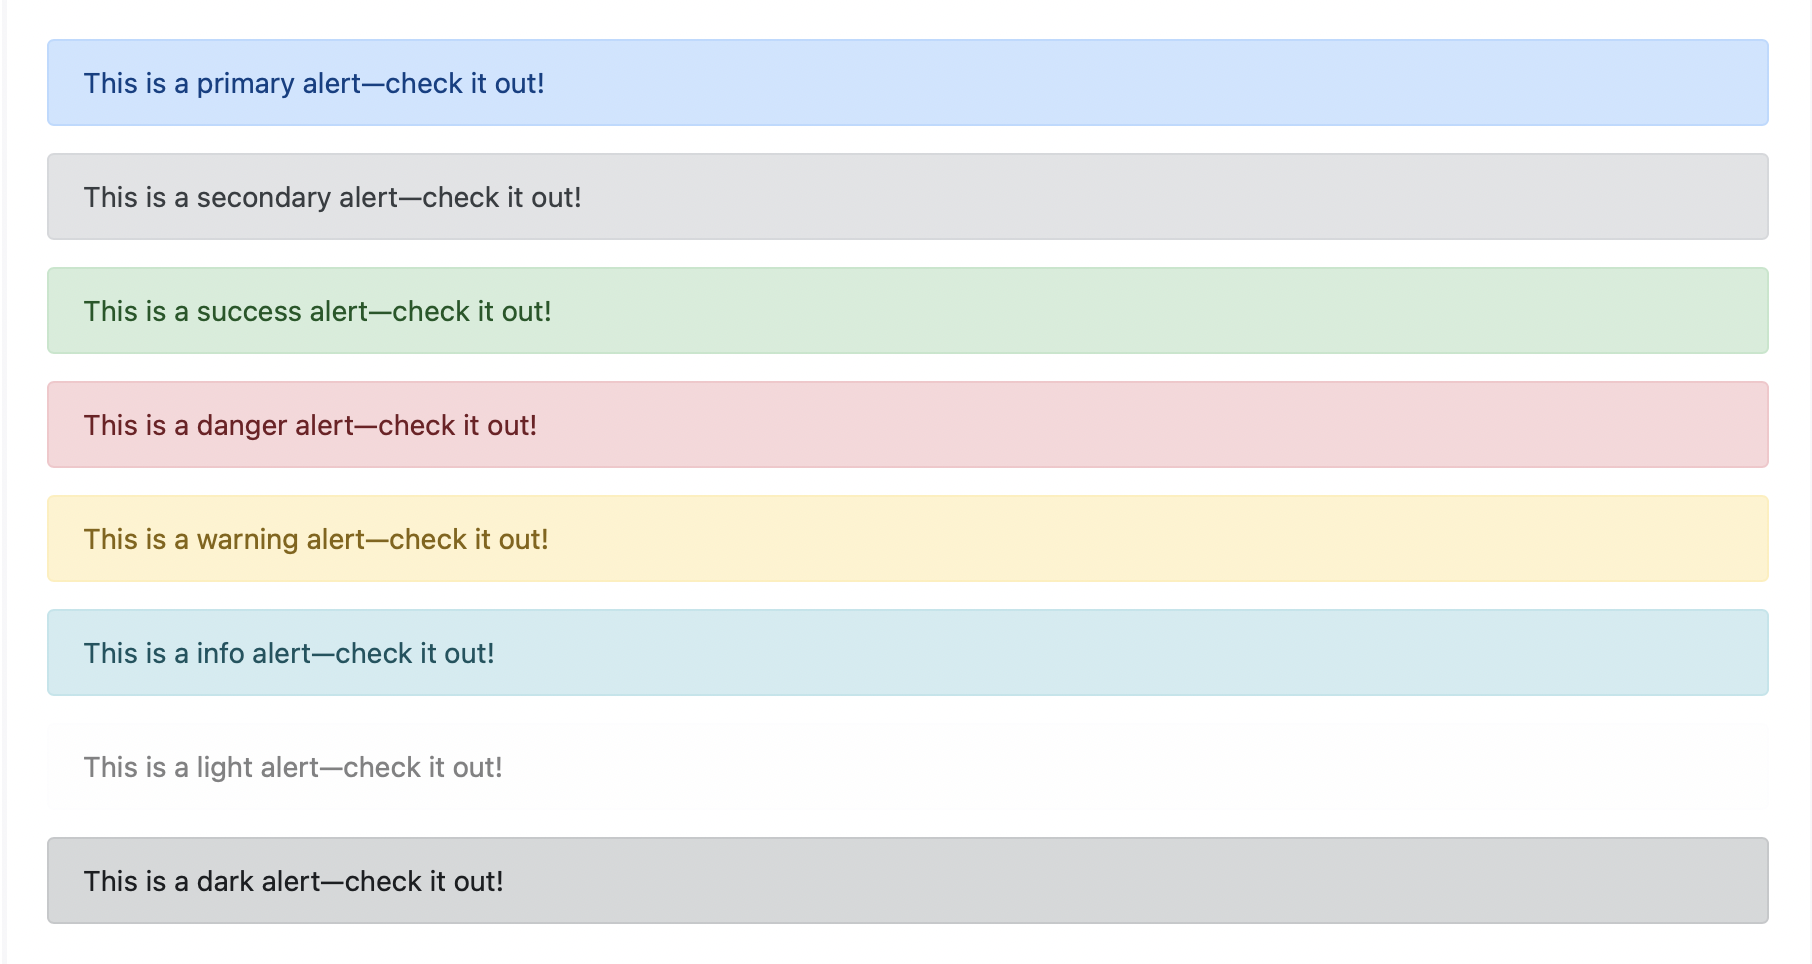 This is a primary alert—check it out!
This is a secondary alert—check it out!
This is a success alert—check it out!
This is a danger alert—check it out!
This is a warning alert—check it out!
This is a info alert—check it out!
This is a light alert—check it out!
This is a dark alert—check it out!